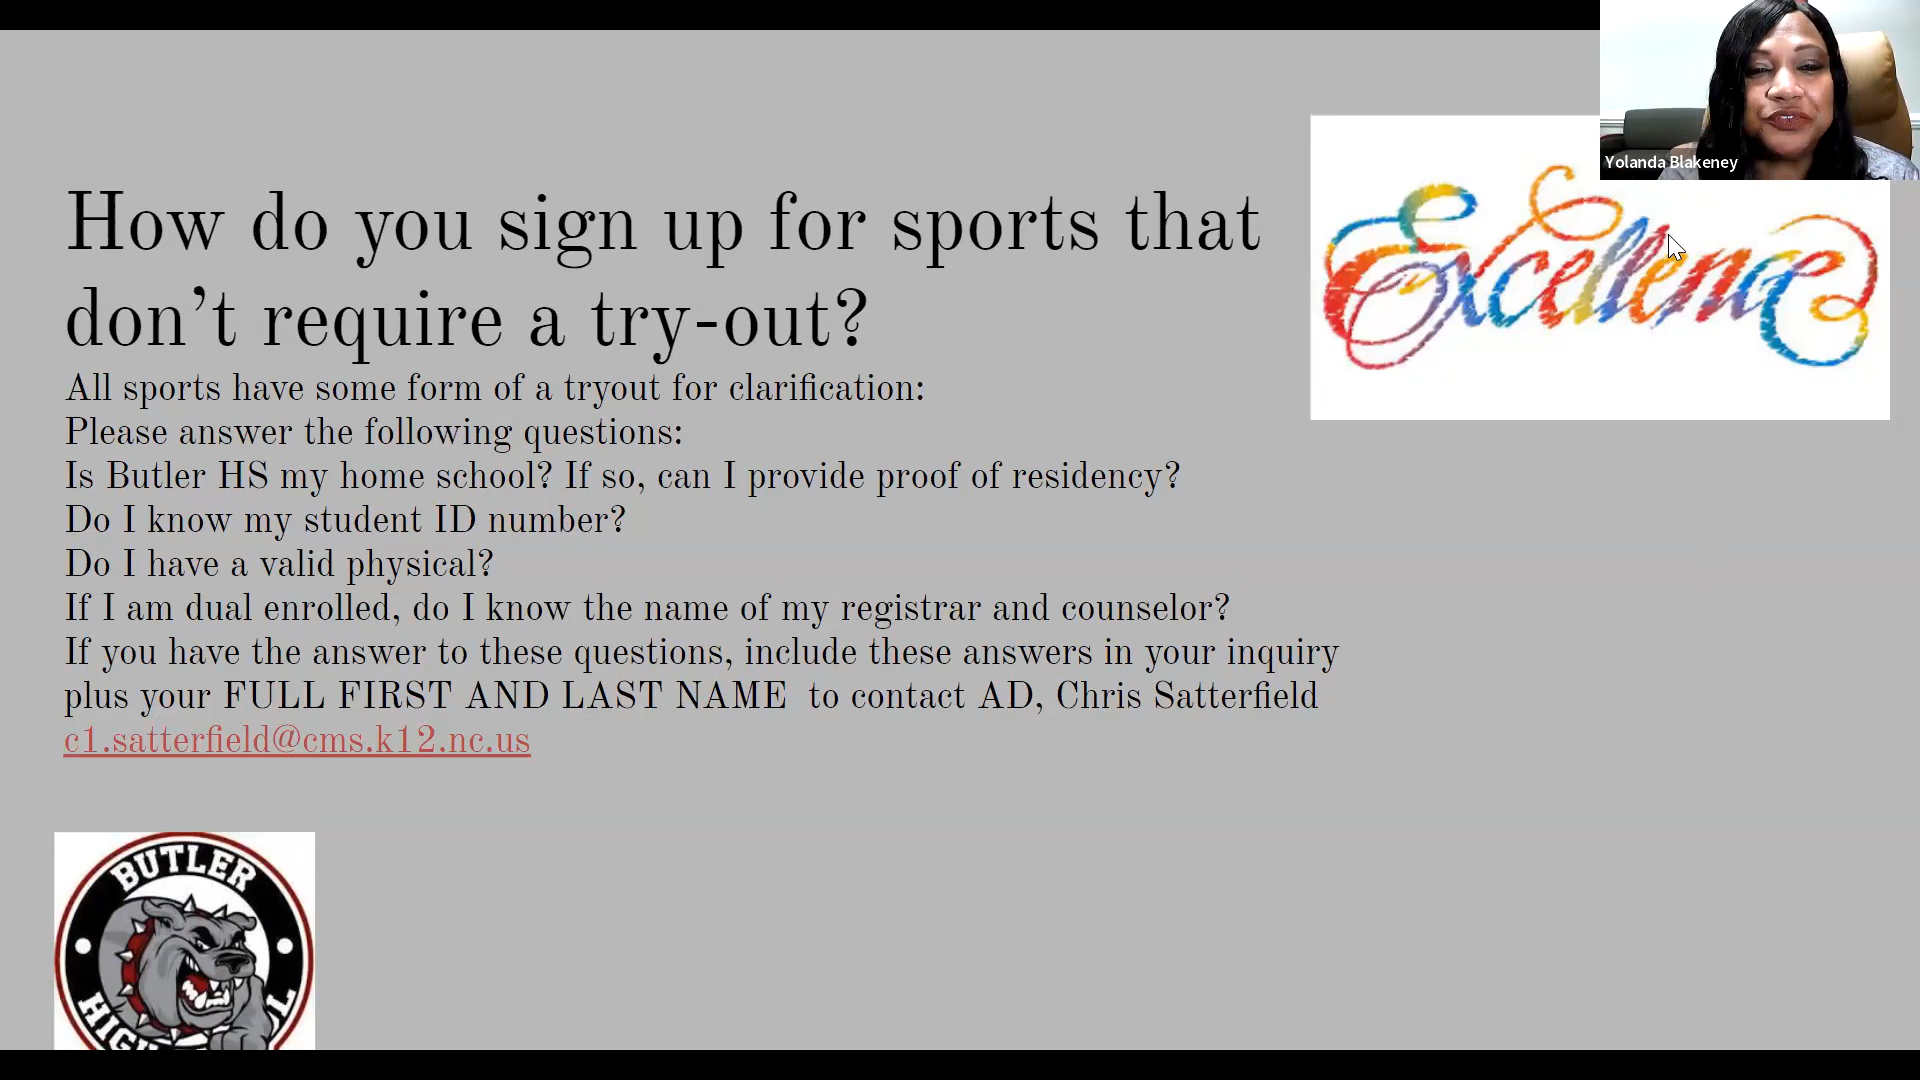 Yolanda Blakeney
Excellence
How do you sign up for sports that
don’t require a try-out?
All sports have some form of a tryout for clarification:
Please answer the following questions:
Is Butler HS my home school? If so, can I provide proof of residency?
Do I know my student ID number?
Do I have a valid physical?
If I am dual enrolled, do I know the name of my registrar and counselor?
If you have the answer to these questions, include these answers in your inquiry
plus your FULL FIRST AND LAST NAME  to contact AD, Chris Satterfield
c1.satterfield@cms.k12.nc.us
BUTLER